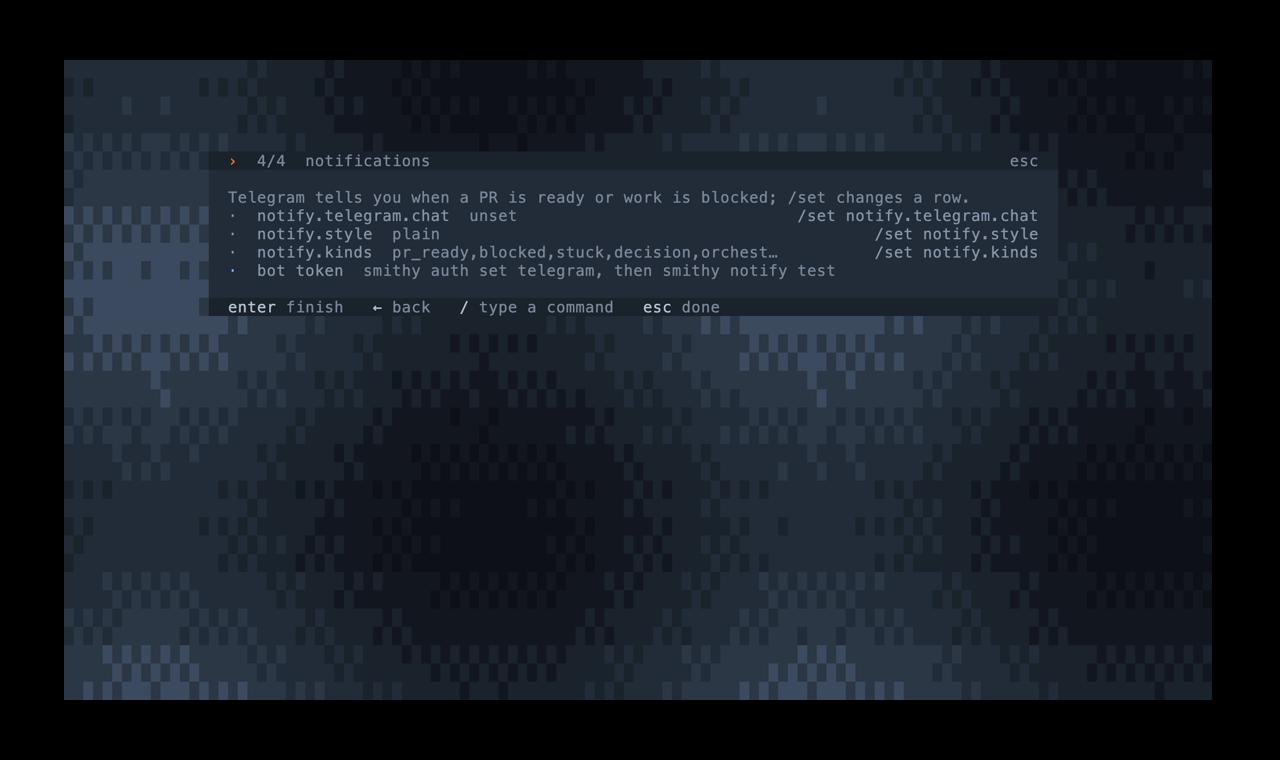 › 4/4 notifications esc
Telegram tells you when a PR is ready or work is blocked; /set changes a row.
· notify.telegram.chat unset /set notify.telegram.chat
· notify.style plain /set notify.style
· notify.kinds pr_ready,blocked,stuck,decision,orchest… /set notify.kinds
· bot token smithy auth set telegram, then smithy notify test
enter finish ← back / type a command esc done